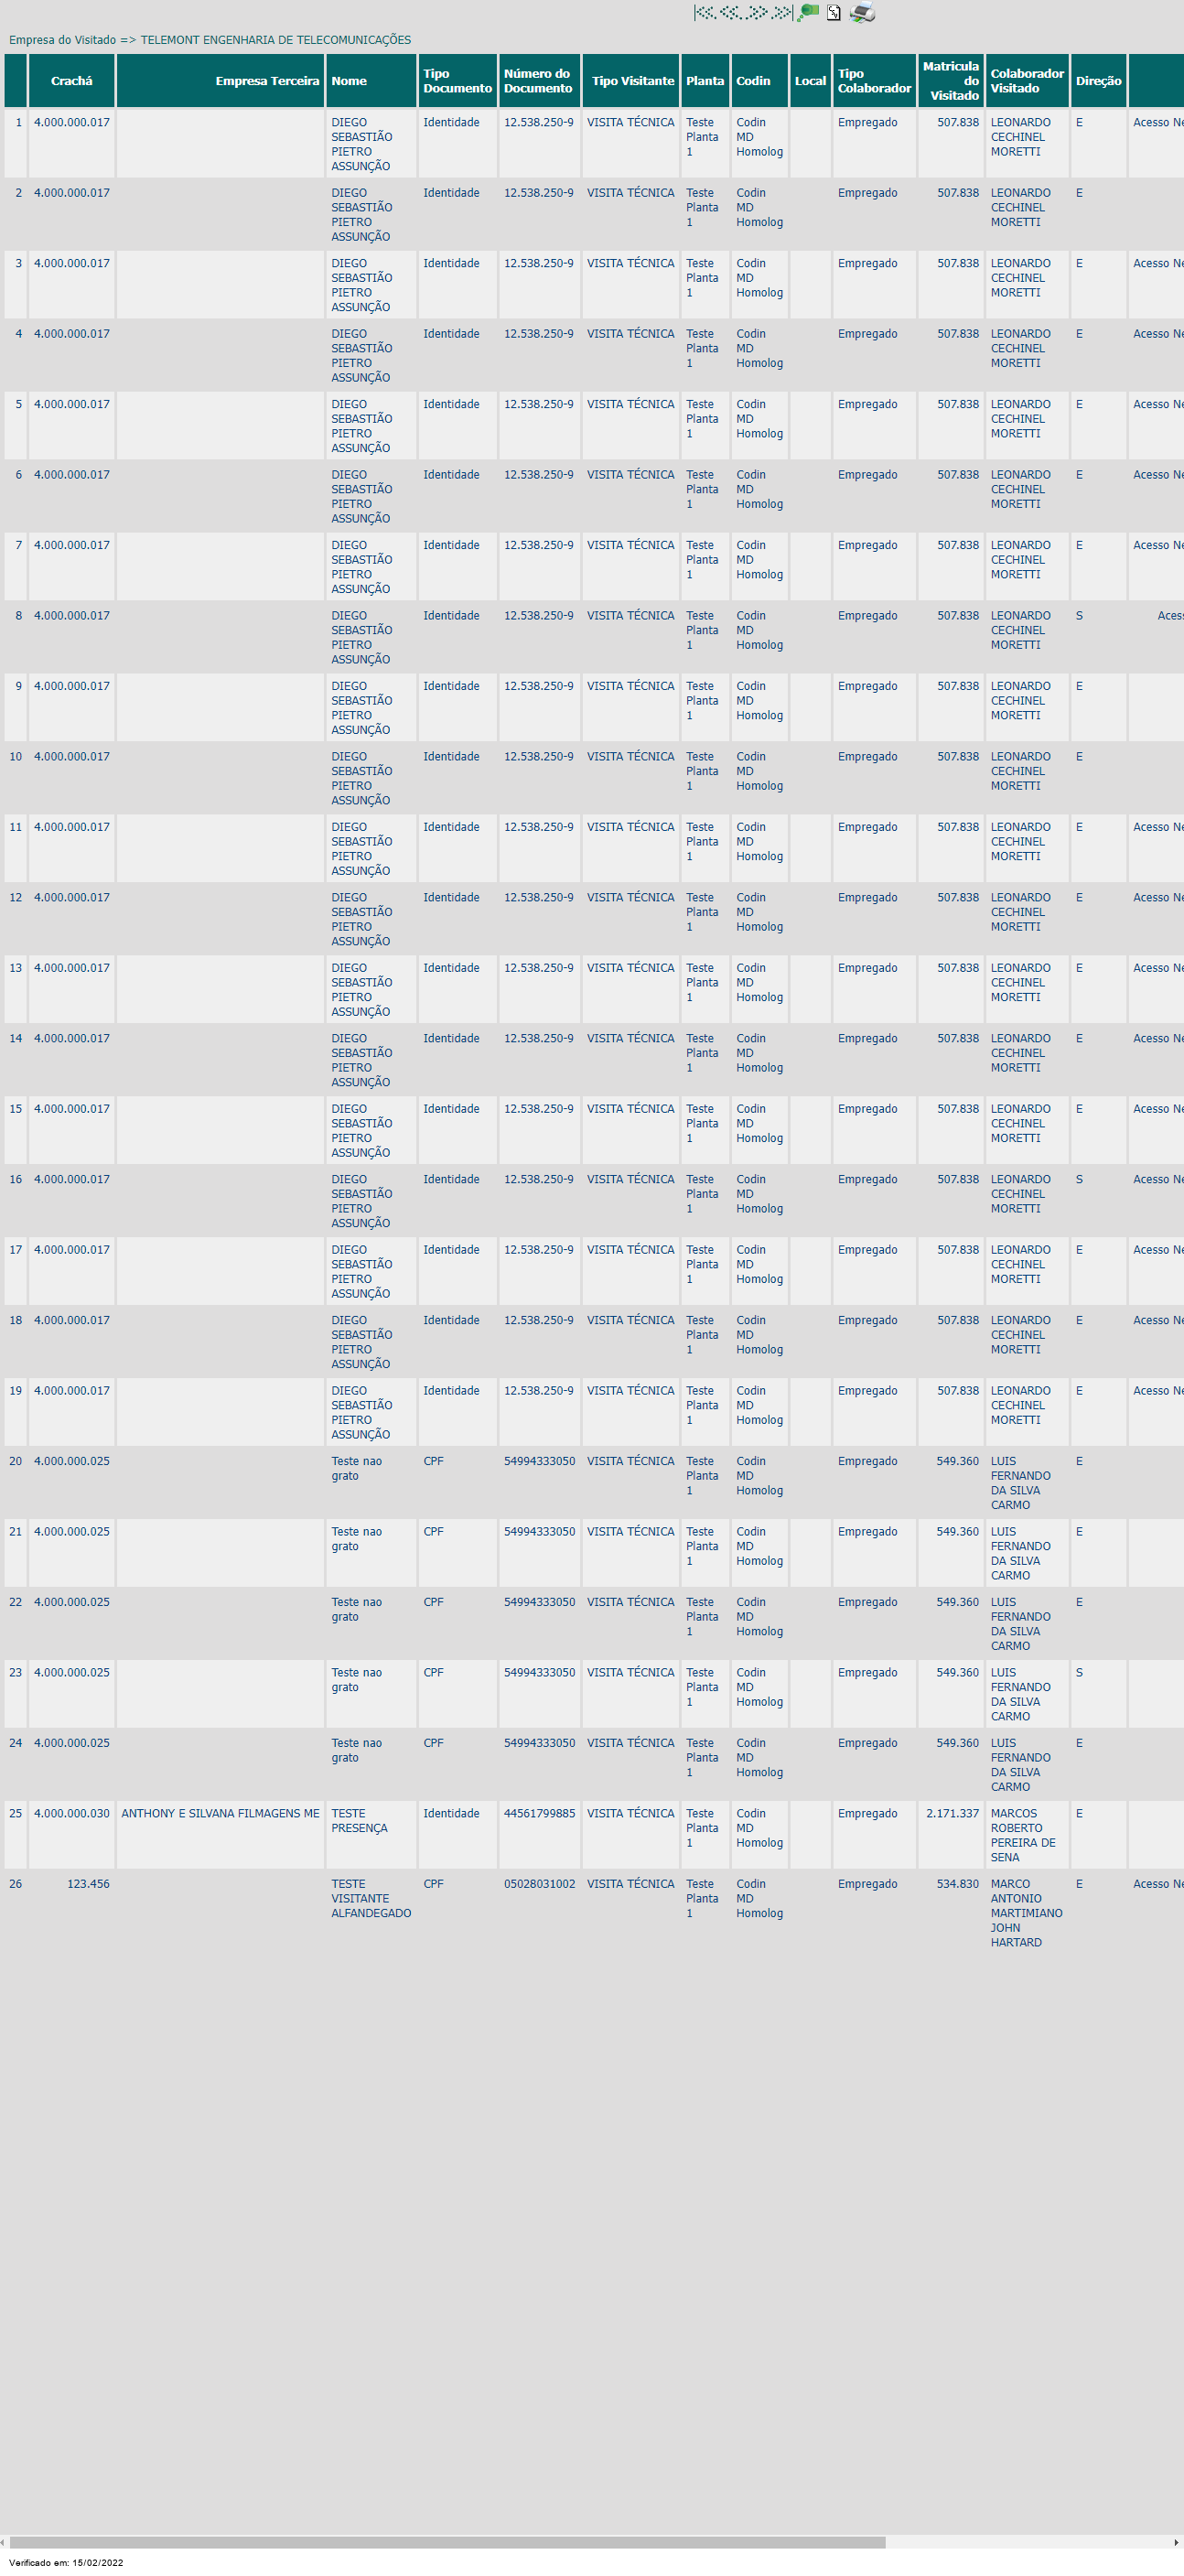 Empresa do Visitado => TELEMONT ENGENHARIA DE TELECOMUNICAÇÕES
Crachá Empresa Terceira Nome Tipo Documento Número do Documento Tipo Visitante Planta Codin Local Tipo Colaborador Matricula do Visitado Colaborador Visitado Direção
1 4.000.000.017 DIEGO SEBASTIÃO PIETRO ASSUNÇÃO Identidade 12.538.250-9 VISITA TÉCNICA Teste Planta 1 Codin MD Homolog Empregado 507.838 LEONARDO CECHINEL MORETTI E Acesso Ne
2 4.000.000.017 DIEGO SEBASTIÃO PIETRO ASSUNÇÃO Identidade 12.538.250-9 VISITA TÉCNICA Teste Planta 1 Codin MD Homolog Empregado 507.838 LEONARDO CECHINEL MORETTI E
3 4.000.000.017 DIEGO SEBASTIÃO PIETRO ASSUNÇÃO Identidade 12.538.250-9 VISITA TÉCNICA Teste Planta 1 Codin MD Homolog Empregado 507.838 LEONARDO CECHINEL MORETTI E Acesso Ne
4 4.000.000.017 DIEGO SEBASTIÃO PIETRO ASSUNÇÃO Identidade 12.538.250-9 VISITA TÉCNICA Teste Planta 1 Codin MD Homolog Empregado 507.838 LEONARDO CECHINEL MORETTI E Acesso Ne
5 4.000.000.017 DIEGO SEBASTIÃO PIETRO ASSUNÇÃO Identidade 12.538.250-9 VISITA TÉCNICA Teste Planta 1 Codin MD Homolog Empregado 507.838 LEONARDO CECHINEL MORETTI E Acesso Ne
6 4.000.000.017 DIEGO SEBASTIÃO PIETRO ASSUNÇÃO Identidade 12.538.250-9 VISITA TÉCNICA Teste Planta 1 Codin MD Homolog Empregado 507.838 LEONARDO CECHINEL MORETTI E Acesso Ne
7 4.000.000.017 DIEGO SEBASTIÃO PIETRO ASSUNÇÃO Identidade 12.538.250-9 VISITA TÉCNICA Teste Planta 1 Codin MD Homolog Empregado 507.838 LEONARDO CECHINEL MORETTI E Acesso Ne
8 4.000.000.017 DIEGO SEBASTIÃO PIETRO ASSUNÇÃO Identidade 12.538.250-9 VISITA TÉCNICA Teste Planta 1 Codin MD Homolog Empregado 507.838 LEONARDO CECHINEL MORETTI S Aces
9 4.000.000.017 DIEGO SEBASTIÃO PIETRO ASSUNÇÃO Identidade 12.538.250-9 VISITA TÉCNICA Teste Planta 1 Codin MD Homolog Empregado 507.838 LEONARDO CECHINEL MORETTI E
10 4.000.000.017 DIEGO SEBASTIÃO PIETRO ASSUNÇÃO Identidade 12.538.250-9 VISITA TÉCNICA Teste Planta 1 Codin MD Homolog Empregado 507.838 LEONARDO CECHINEL MORETTI E
11 4.000.000.017 DIEGO SEBASTIÃO PIETRO ASSUNÇÃO Identidade 12.538.250-9 VISITA TÉCNICA Teste Planta 1 Codin MD Homolog Empregado 507.838 LEONARDO CECHINEL MORETTI E Acesso Ne
12 4.000.000.017 DIEGO SEBASTIÃO PIETRO ASSUNÇÃO Identidade 12.538.250-9 VISITA TÉCNICA Teste Planta 1 Codin MD Homolog Empregado 507.838 LEONARDO CECHINEL MORETTI E Acesso Ne
13 4.000.000.017 DIEGO SEBASTIÃO PIETRO ASSUNÇÃO Identidade 12.538.250-9 VISITA TÉCNICA Teste Planta 1 Codin MD Homolog Empregado 507.838 LEONARDO CECHINEL MORETTI E Acesso Ne
14 4.000.000.017 DIEGO SEBASTIÃO PIETRO ASSUNÇÃO Identidade 12.538.250-9 VISITA TÉCNICA Teste Planta 1 Codin MD Homolog Empregado 507.838 LEONARDO CECHINEL MORETTI E Acesso Ne
15 4.000.000.017 DIEGO SEBASTIÃO PIETRO ASSUNÇÃO Identidade 12.538.250-9 VISITA TÉCNICA Teste Planta 1 Codin MD Homolog Empregado 507.838 LEONARDO CECHINEL MORETTI E Acesso Ne
16 4.000.000.017 DIEGO SEBASTIÃO PIETRO ASSUNÇÃO Identidade 12.538.250-9 VISITA TÉCNICA Teste Planta 1 Codin MD Homolog Empregado 507.838 LEONARDO CECHINEL MORETTI S Acesso Ne
17 4.000.000.017 DIEGO SEBASTIÃO PIETRO ASSUNÇÃO Identidade 12.538.250-9 VISITA TÉCNICA Teste Planta 1 Codin MD Homolog Empregado 507.838 LEONARDO CECHINEL MORETTI E Acesso Ne
18 4.000.000.017 DIEGO SEBASTIÃO PIETRO ASSUNÇÃO Identidade 12.538.250-9 VISITA TÉCNICA Teste Planta 1 Codin MD Homolog Empregado 507.838 LEONARDO CECHINEL MORETTI E Acesso Ne
19 4.000.000.017 DIEGO SEBASTIÃO PIETRO ASSUNÇÃO Identidade 12.538.250-9 VISITA TÉCNICA Teste Planta 1 Codin MD Homolog Empregado 507.838 LEONARDO CECHINEL MORETTI E Acesso Ne
20 4.000.000.025 Teste nao grato CPF 54994333050 VISITA TÉCNICA Teste Planta 1 Codin MD Homolog Empregado 549.360 LUIS FERNANDO DA SILVA CARMO E
21 4.000.000.025 Teste nao grato CPF 54994333050 VISITA TÉCNICA Teste Planta 1 Codin MD Homolog Empregado 549.360 LUIS FERNANDO DA SILVA CARMO E
22 4.000.000.025 Teste nao grato CPF 54994333050 VISITA TÉCNICA Teste Planta 1 Codin MD Homolog Empregado 549.360 LUIS FERNANDO DA SILVA CARMO E
23 4.000.000.025 Teste nao grato CPF 54994333050 VISITA TÉCNICA Teste Planta 1 Codin MD Homolog Empregado 549.360 LUIS FERNANDO DA SILVA CARMO S
24 4.000.000.025 Teste nao grato CPF 54994333050 VISITA TÉCNICA Teste Planta 1 Codin MD Homolog Empregado 549.360 LUIS FERNANDO DA SILVA CARMO E
25 4.000.000.030 ANTHONY E SILVANA FILMAGENS ME TESTE PRESENÇA Identidade 44561799885 VISITA TÉCNICA Teste Planta 1 Codin MD Homolog Empregado 2.171.337 MARCOS ROBERTO PEREIRA DE SENA E
26 123.456 TESTE VISITANTE ALFANDEGADO CPF 05028031002 VISITA TÉCNICA Teste Planta 1 Codin MD Homolog Empregado 534.830 MARCO ANTONIO MARTIMIANO JOHN HARTARD E Acesso Ne
Verificado em: 15/02/2022